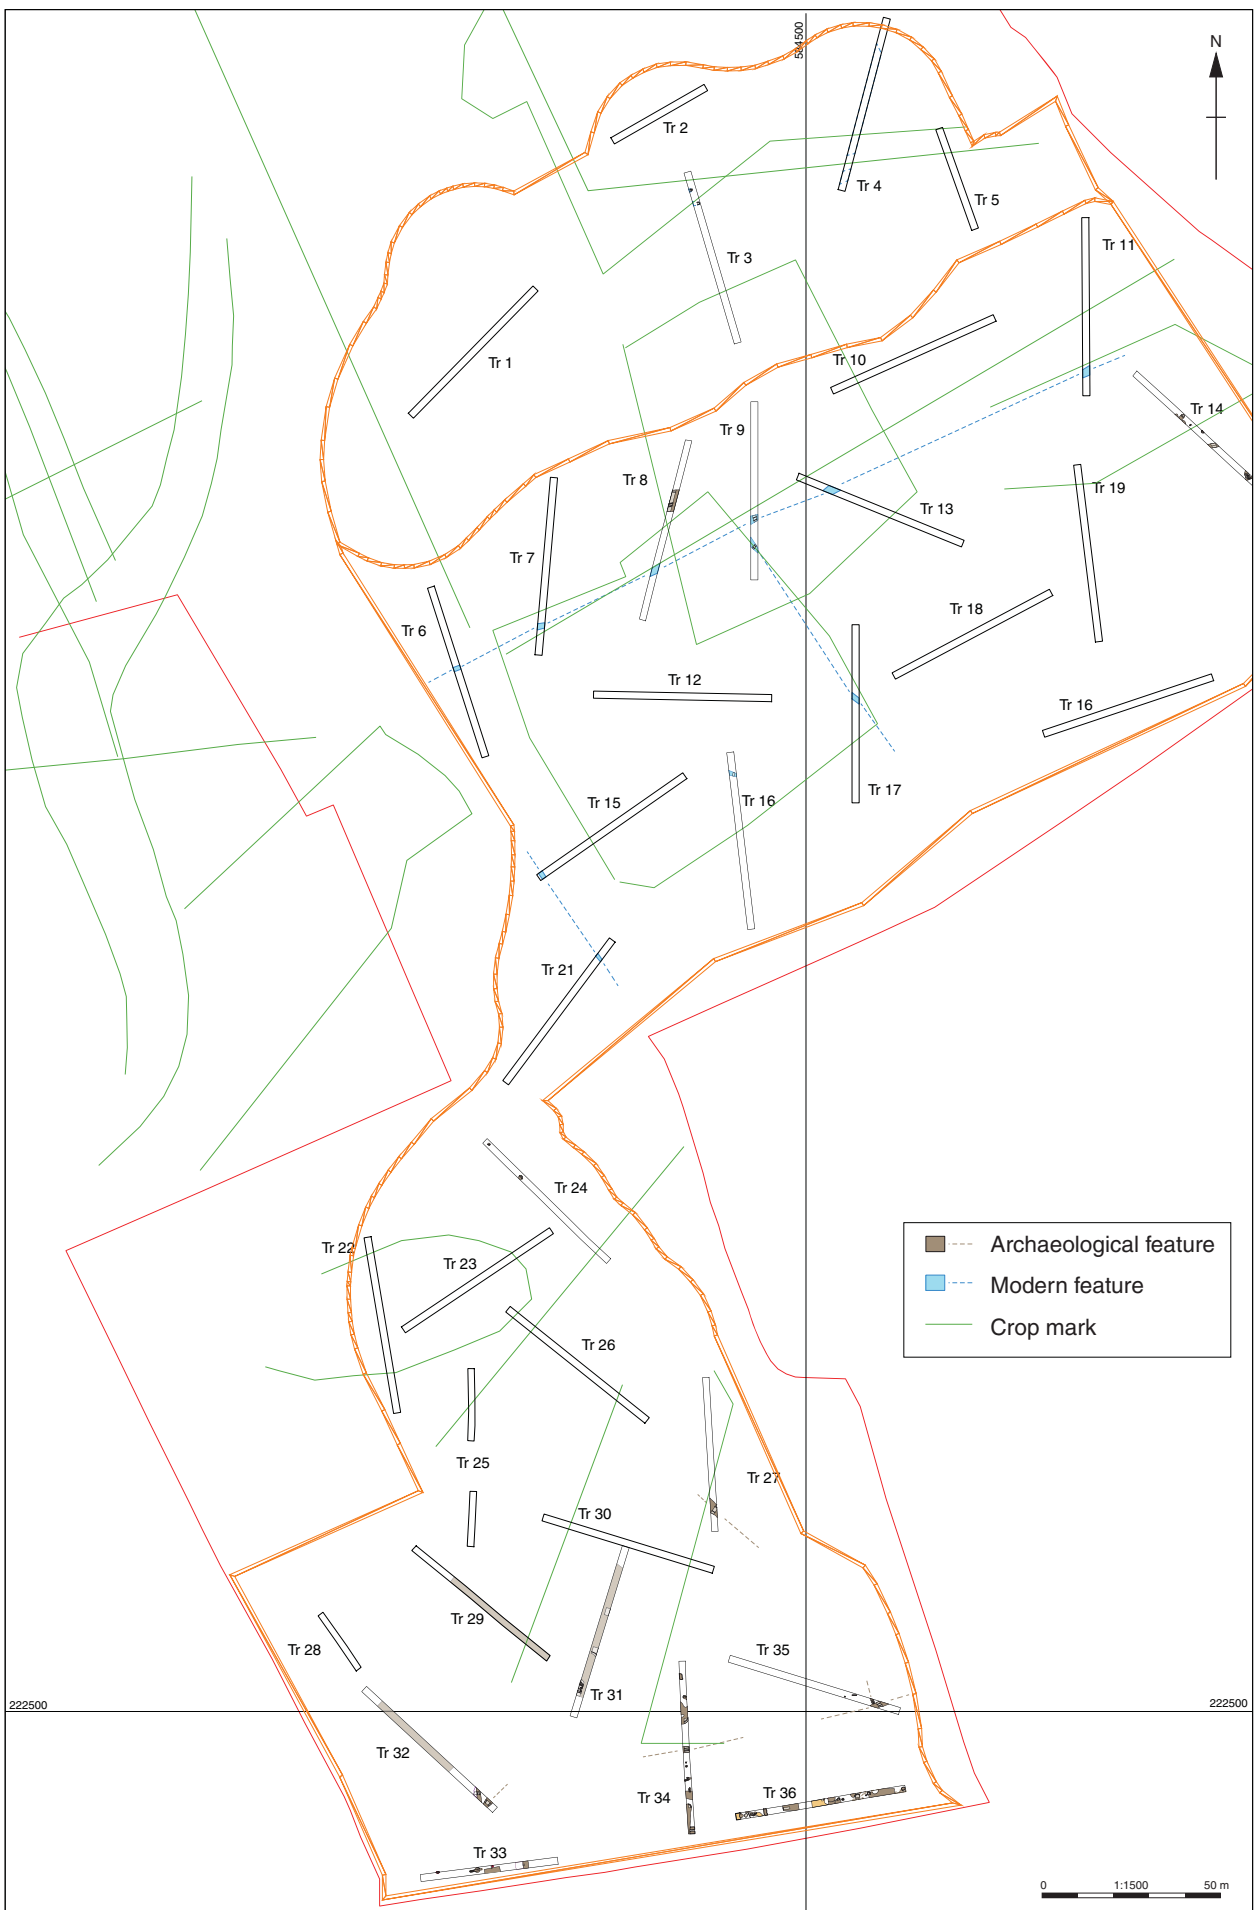 584500
N
Tr 2
Tr 4
Tr 5
Tr 3
Tr 11
Tr 1
Tr 10
Tr 14
Tr 9
Tr 8
Tr 19
Tr 13
Tr 7
Tr 18
Tr 6
Tr 12
Tr 16
Tr 15
Tr 16
Tr 17
Tr 21
Tr 24
Tr 22
Tr 23
Archaeological feature
Modern feature
Crop mark
Tr 26
Tr 25
Tr 27
Tr 30
Tr 29
Tr 28
Tr 35
Tr 31
222500
222500
Tr 32
Tr 34
Tr 36
Tr 33
0 1:1500 50 m